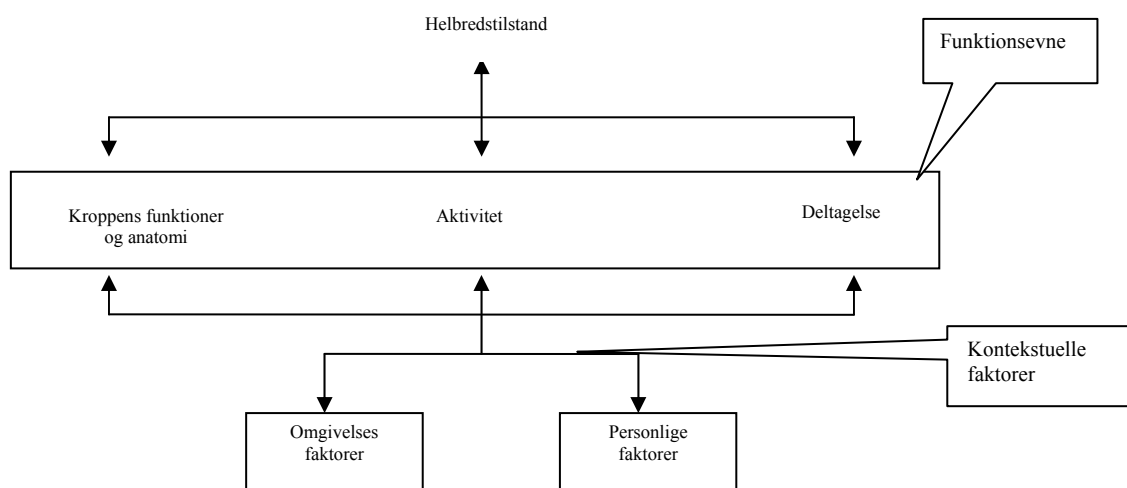 Helbredstilstand
Funktionsevne
Kroppens funktioner
og anatomi
Aktivitet
Deltagelse
Kontekstuelle
faktorer
Omgivelses
faktorer
Personlige
faktorer